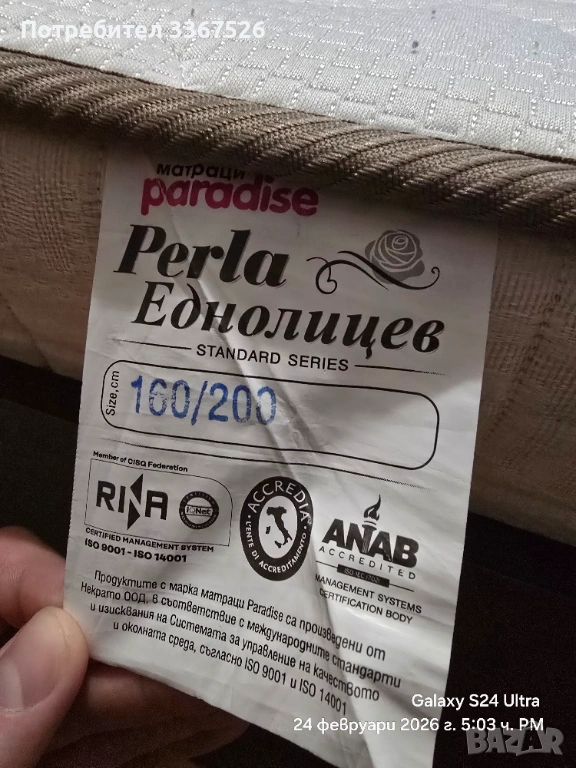 Потребител 3367526
матраци
paradise
Perla
Еднолицев
STANDARD SERIES
Size,cm
160/200
Member of CISQ Federation
RINA
IQNet
CERTIFIED MANAGEMENT SYSTEM
ISO 9001 - ISO 14001
ACCREDIA
L'ENTE DI ACCREDITAMENTO
ANAB
ACCREDITED
MANAGEMENT SYSTEMS
CERTIFICATION BODY
Продуктите с марка матраци Paradise са произведени от
Некрато ООД, в съответствие с международните стандарти
и изисквания на Системата за управление на качеството
и околната среда, съгласно ISO 9001 и ISO 14001
Galaxy S24 Ultra
24 февруари 2026 г. 5:03 ч. PM
BAZAR